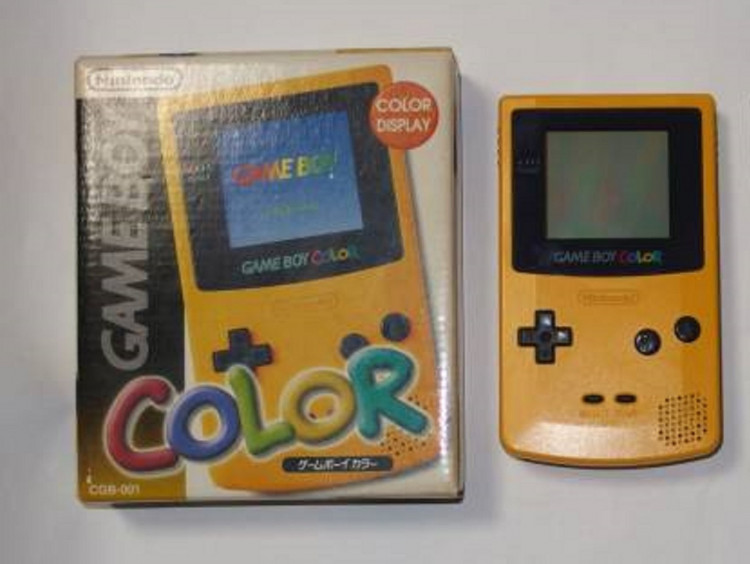 Nintendo
GAME BOY
COLOR
DISPLAY
GAME BOY
GAME BOY COLOR
COLOR
ゲームボーイカラー
CGB-001
GAME BOY COLOR
Nintendo